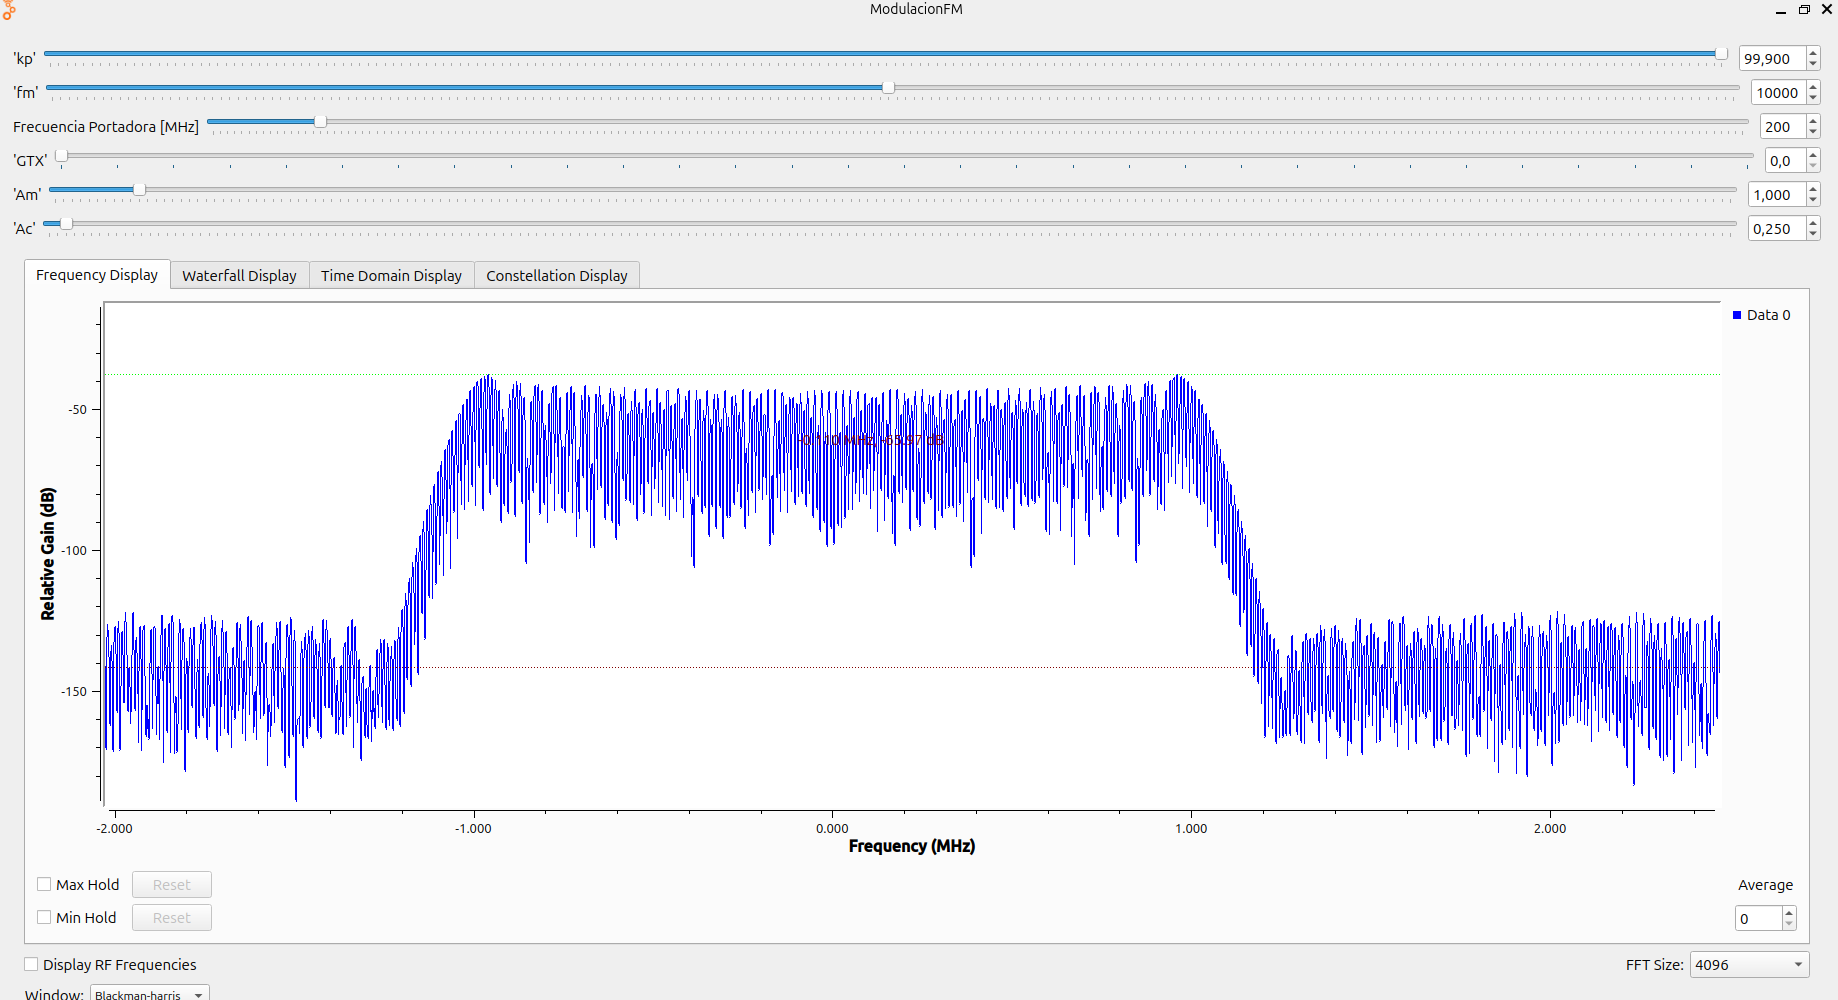 ModulacionFM
'kp' 99,900
'fm' 10000
Frecuencia Portadora [MHz] 200
'GTX' 0,0
'Am' 1,000
'Ac' 0,250
Frequency Display Waterfall Display Time Domain Display Constellation Display
Data 0
-50
-100
-150
Relative Gain (dB)
-2.000 -1.000 0.000 1.000 2.000
Frequency (MHz)
Max Hold Reset Average
Min Hold Reset 0
Display RF Frequencies FFT Size: 4096
Window: Blackman-harris